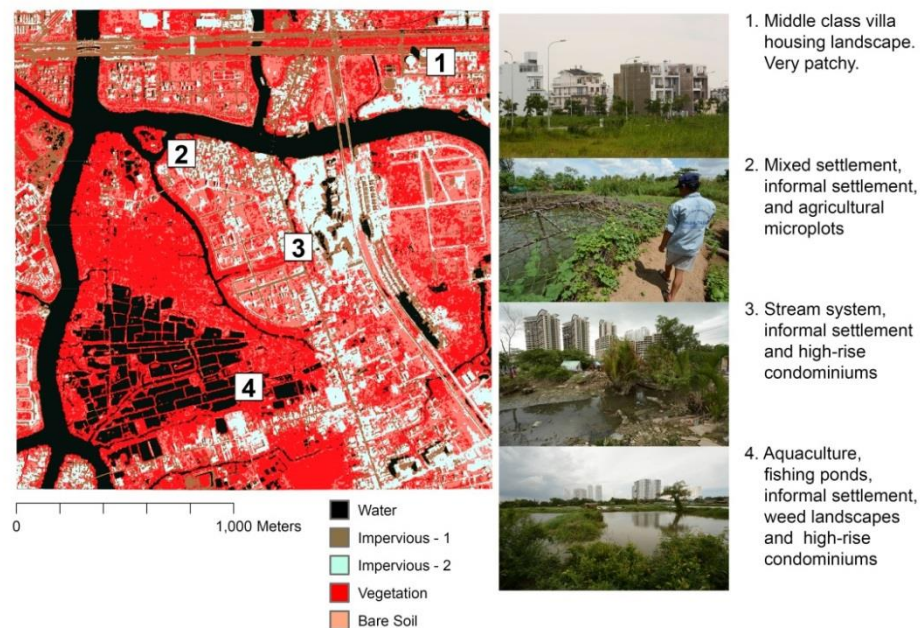 1
2
3
4
0
1,000 Meters
Water
Impervious - 1
Impervious - 2
Vegetation
Bare Soil
1. Middle class villa
housing landscape.
Very patchy.
2. Mixed settlement,
informal settlement,
and agricultural
microplots
3. Stream system,
informal settlement
and high-rise
condominiums
4. Aquaculture,
fishing ponds,
informal settlement,
weed landscapes
and high-rise
condominiums